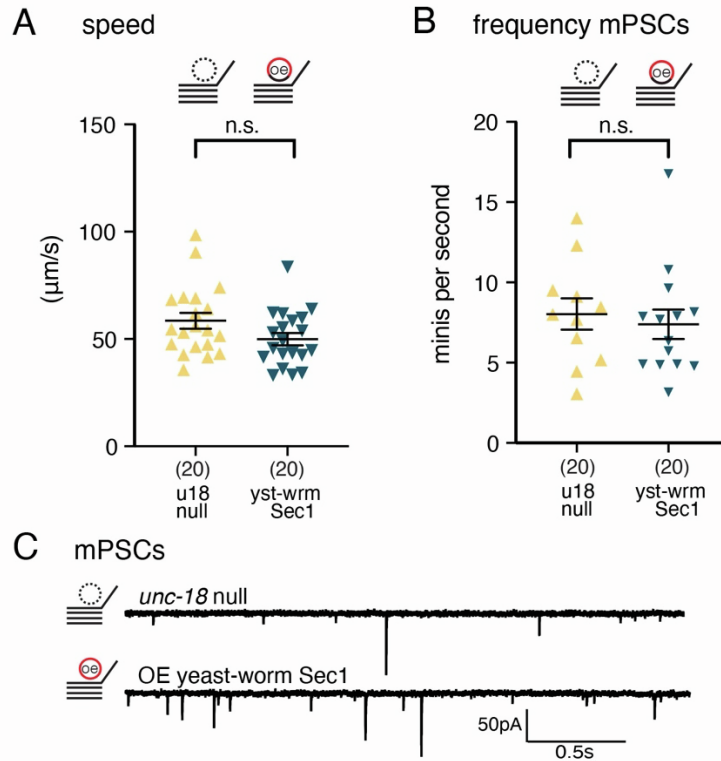 A speed
B frequency mPSCs
oe
oe
n.s.
n.s.
150
100
50
0
(µm/s)
20
15
10
5
0
minis per second
(20)
u18
null
(20)
yst-wrm
Sec1
(20)
u18
null
(20)
yst-wrm
Sec1
C mPSCs
unc-18 null
oe
OE yeast-worm Sec1
50pA
0.5s